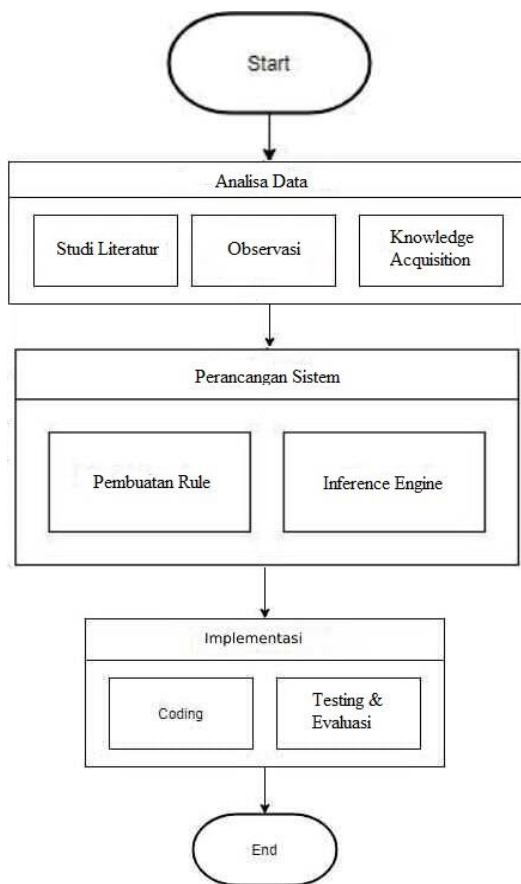 Start
Analisa Data
Studi Literatur
Observasi
Knowledge
Acquisition
Perancangan Sistem
Pembuatan Rule
Inference Engine
Implementasi
Coding
Testing &
Evaluasi
End